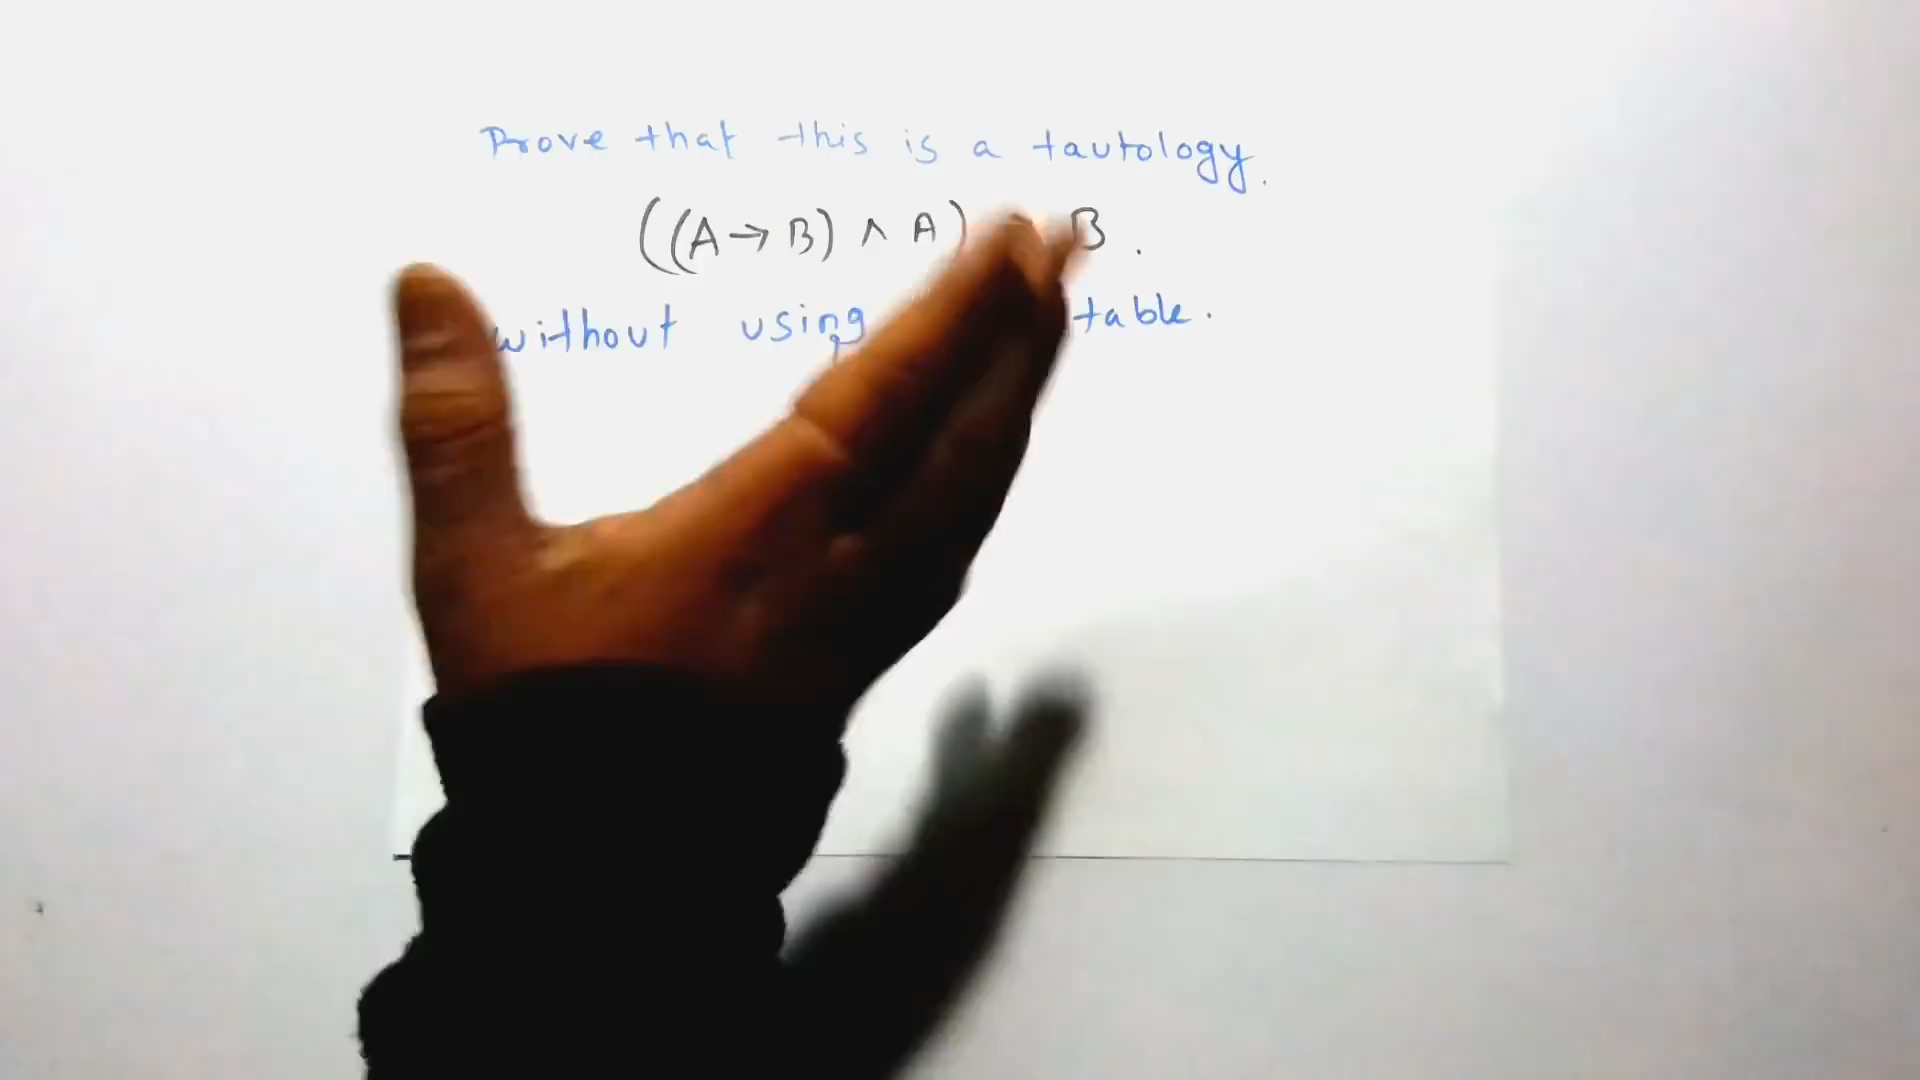 Prove that this is a tautology.
((A → B) ∧ A) B .
without using table.